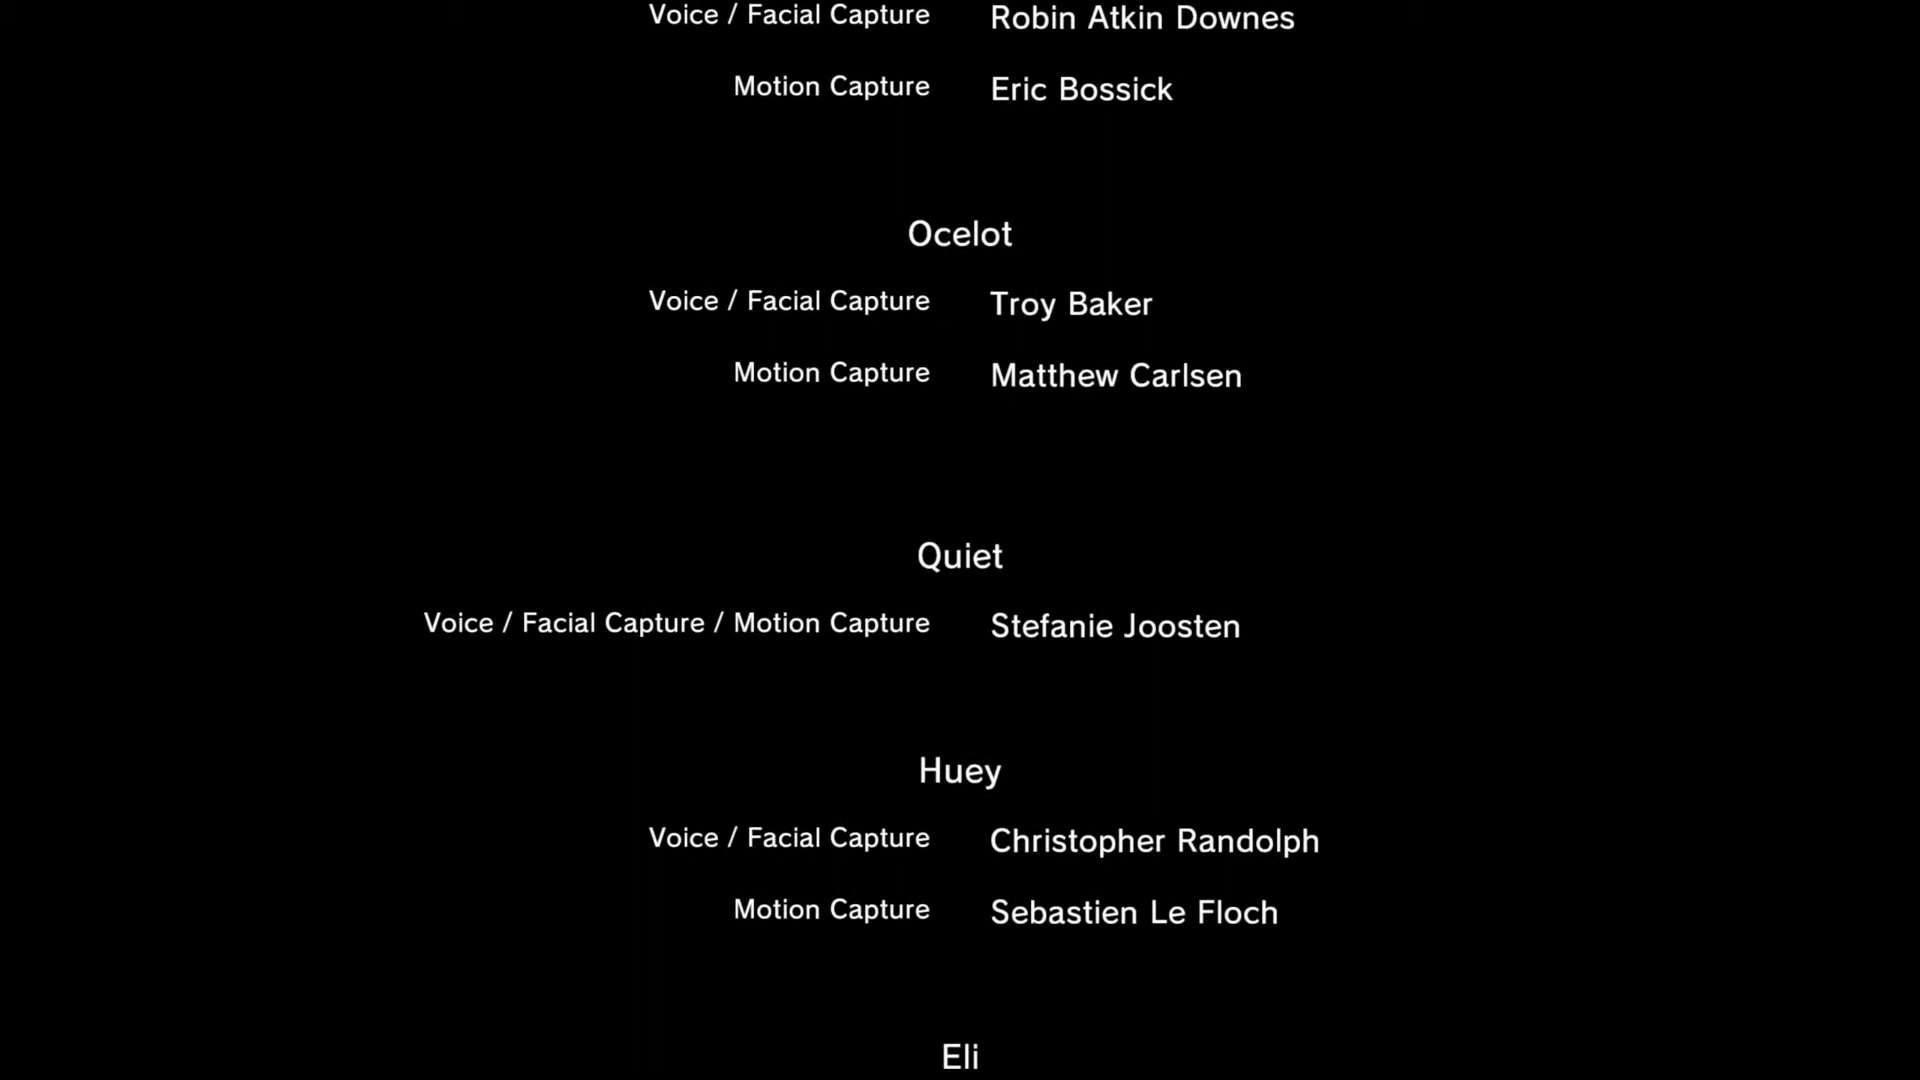 Voice / Facial Capture Robin Atkin Downes
Motion Capture Eric Bossick
Ocelot
Voice / Facial Capture Troy Baker
Motion Capture Matthew Carlsen
Quiet
Voice / Facial Capture / Motion Capture Stefanie Joosten
Huey
Voice / Facial Capture Christopher Randolph
Motion Capture Sebastien Le Floch
Eli